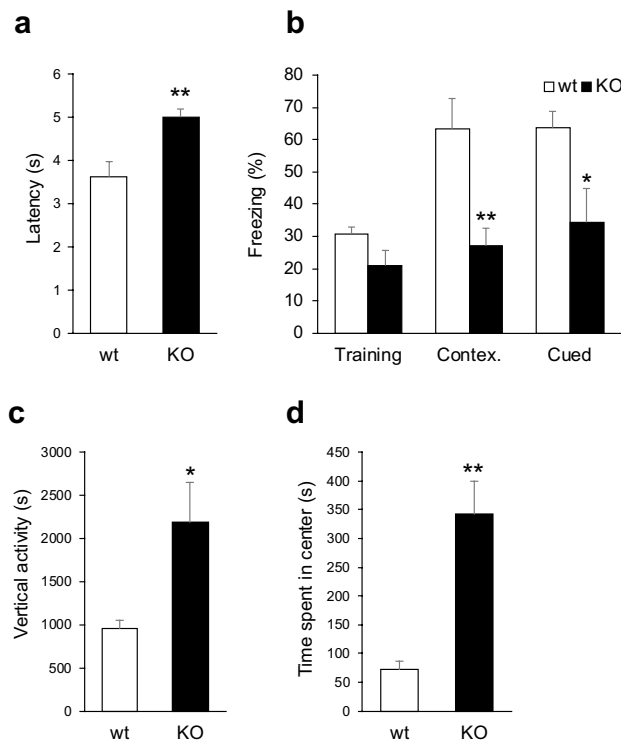 a
Latency (s)
6
5
4
3
2
1
0
**
wt
KO
b
Freezing (%)
80
70
60
50
40
30
20
10
0
wt KO
**
*
Training
Contex.
Cued
c
Vertical activity (s)
3000
2500
2000
1500
1000
500
0
*
wt
KO
d
Time spent in center (s)
450
400
350
300
250
200
150
100
50
0
**
wt
KO